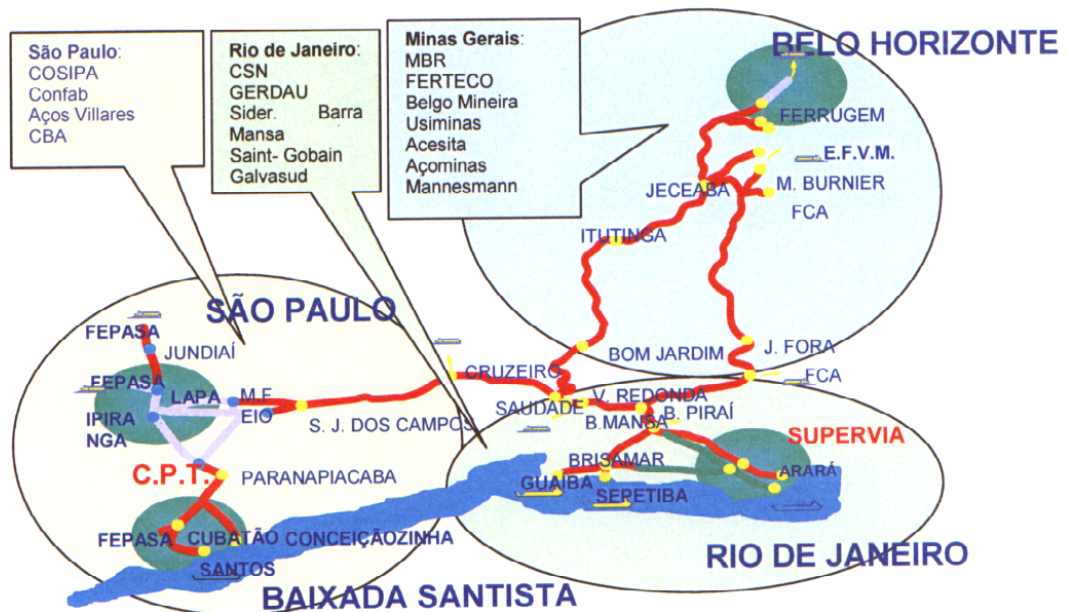 São Paulo:
COSIPA
Confab
Aços Villares
CBA
Rio de Janeiro:
CSN
GERDAU
Sider. Barra
Mansa
Saint- Gobain
Galvasud
Minas Gerais:
MBR
FERTECO
Belgo Mineira
Usiminas
Acesita
Açominas
Mannesmann
BELO HORIZONTE
FERRUGEM
E.F.V.M.
M. BURNIER
FCA
JECEABA
ITUTINGA
BOM JARDIM
J. FORA
FCA
SÃO PAULO
FEPASA
JUNDIAÍ
FEPASA
LAPA
M.F.
EIO
IPIRA
NGA
S. J. DOS CAMPOS
CRUZEIRO
SAUDADE
V. REDONDA
B.MANSA
B. PIRAÍ
SUPERVIA
ARARÁ
BRISAMAR
GUAÍBA
SEPETIBA
C.P.T.
PARANAPIACABA
FEPASA
CUBATÃO
CONCEIÇÃOZINHA
SANTOS
RIO DE JANEIRO
BAIXADA SANTISTA